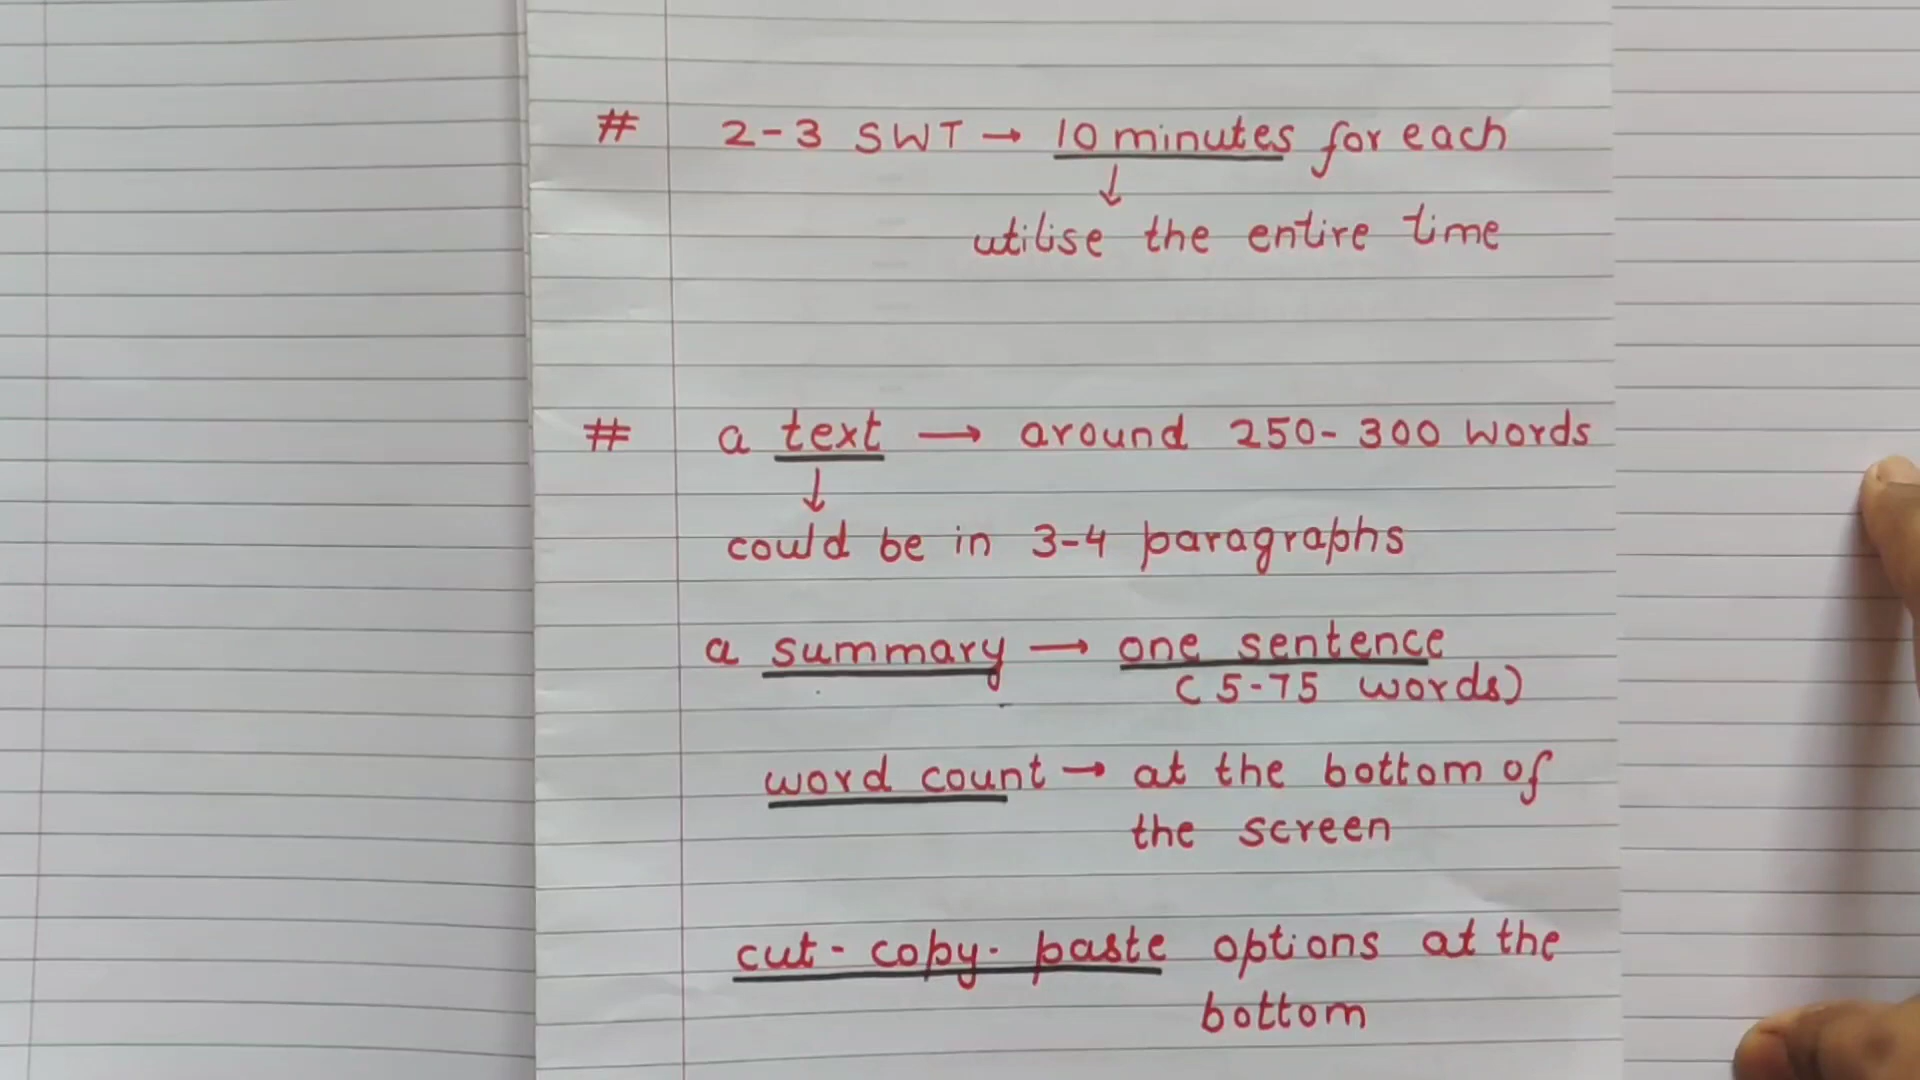 # 2-3 SWT → 10 minutes for each
↓
utilise the entire time
# a text → around 250-300 words
↓
could be in 3-4 paragraphs
a summary → one sentence
(5-75 words)
word count → at the bottom of
the screen
cut-copy-paste options at the
bottom